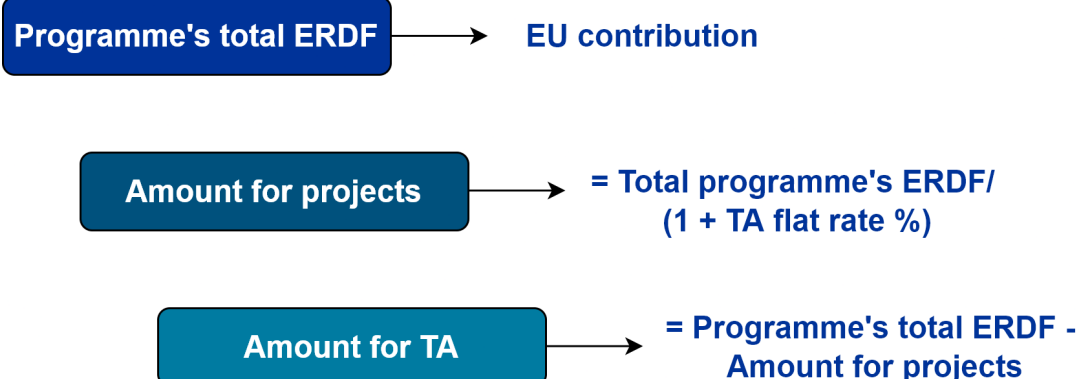 Programme's total ERDF
EU contribution
Amount for projects
= Total programme's ERDF/
(1 + TA flat rate %)
Amount for TA
= Programme's total ERDF -
Amount for projects